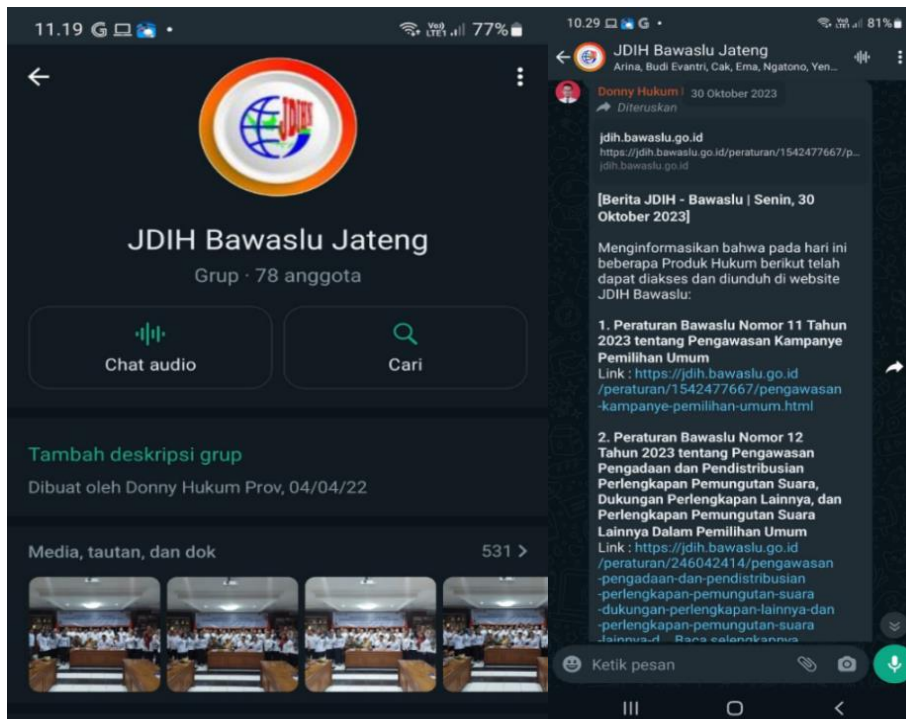 11.19 G
77%
JDIHN
JDIH Bawaslu Jateng
Grup · 78 anggota
Chat audio
Cari
Tambah deskripsi grup
Dibuat oleh Donny Hukum Prov, 04/04/22
Media, tautan, dan dok
531 >
10.29 G
81%
JDIH Bawaslu Jateng
Arina, Budi Evantri, Cak, Ema, Ngatono, Yen...
Donny Hukum
30 Oktober 2023
Diteruskan
jdih.bawaslu.go.id
https://jdih.bawaslu.go.id/peraturan/1542477667/p...
jdih.bawaslu.go.id
[Berita JDIH - Bawaslu | Senin, 30
Oktober 2023]
Menginformasikan bahwa pada hari ini
beberapa Produk Hukum berikut telah
dapat diakses dan diunduh di website
JDIH Bawaslu:
1. Peraturan Bawaslu Nomor 11 Tahun
2023 tentang Pengawasan Kampanye
Pemilihan Umum
Link : https://jdih.bawaslu.go.id
/peraturan/1542477667/pengawasan
-kampanye-pemilihan-umum.html
2. Peraturan Bawaslu Nomor 12
Tahun 2023 tentang Pengawasan
Pengadaan dan Pendistribusian
Perlengkapan Pemungutan Suara,
Dukungan Perlengkapan Lainnya, dan
Perlengkapan Pemungutan Suara
Lainnya Dalam Pemilihan Umum
Link : https://jdih.bawaslu.go.id
/peraturan/246042414/pengawasan
-pengadaan-dan-pendistribusian
-perlengkapan-pemungutan-suara
-dukungan-perlengkapan-lainnya-dan
-perlengkapan-pemungutan-suara
-lainnya-d... Baca selengkapnya
Ketik pesan